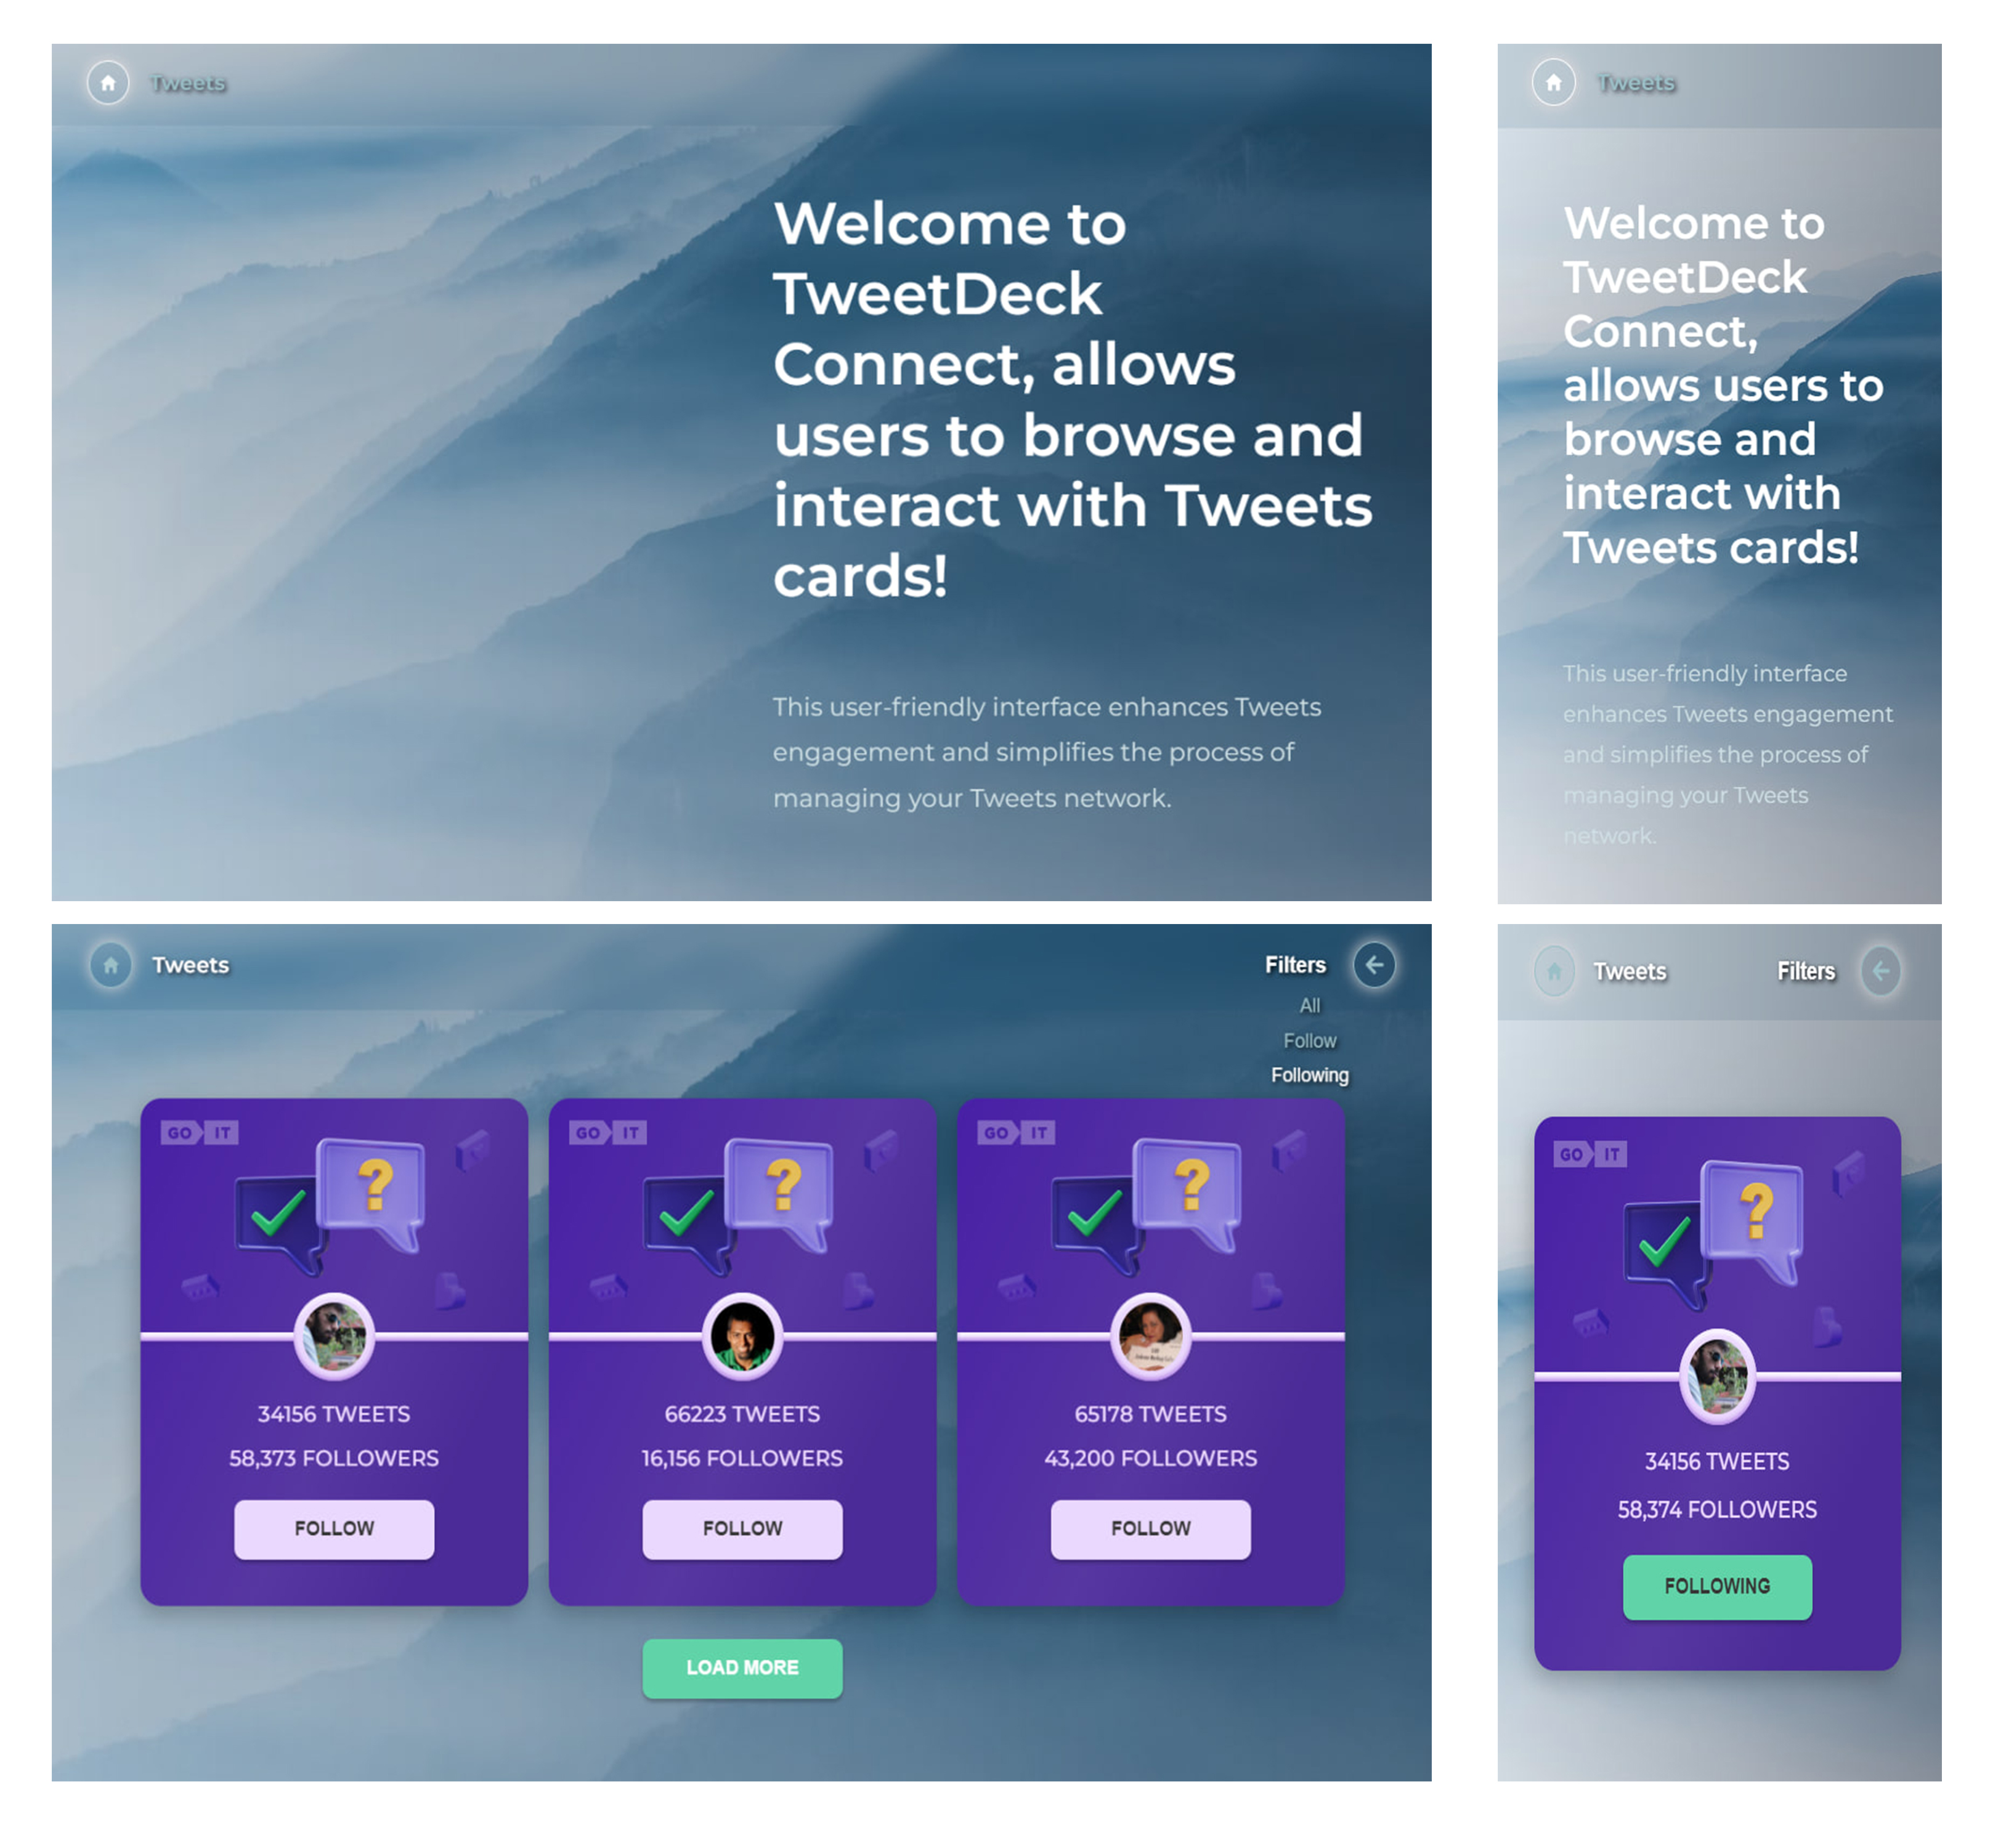 Tweets
Welcome to
TweetDeck
Connect, allows
users to browse and
interact with Tweets
cards!
This user-friendly interface enhances Tweets
engagement and simplifies the process of
managing your Tweets network.
Tweets
Welcome to
TweetDeck
Connect,
allows users to
browse and
interact with
Tweets cards!
This user-friendly interface
enhances Tweets engagement
and simplifies the process of
managing your Tweets
network.
Tweets
Filters
All
Follow
Following
GO IT
?
34156 TWEETS
58,373 FOLLOWERS
FOLLOW
GO IT
?
66223 TWEETS
16,156 FOLLOWERS
FOLLOW
GO IT
?
65178 TWEETS
43,200 FOLLOWERS
FOLLOW
LOAD MORE
Tweets
Filters
GO IT
?
34156 TWEETS
58,374 FOLLOWERS
FOLLOWING